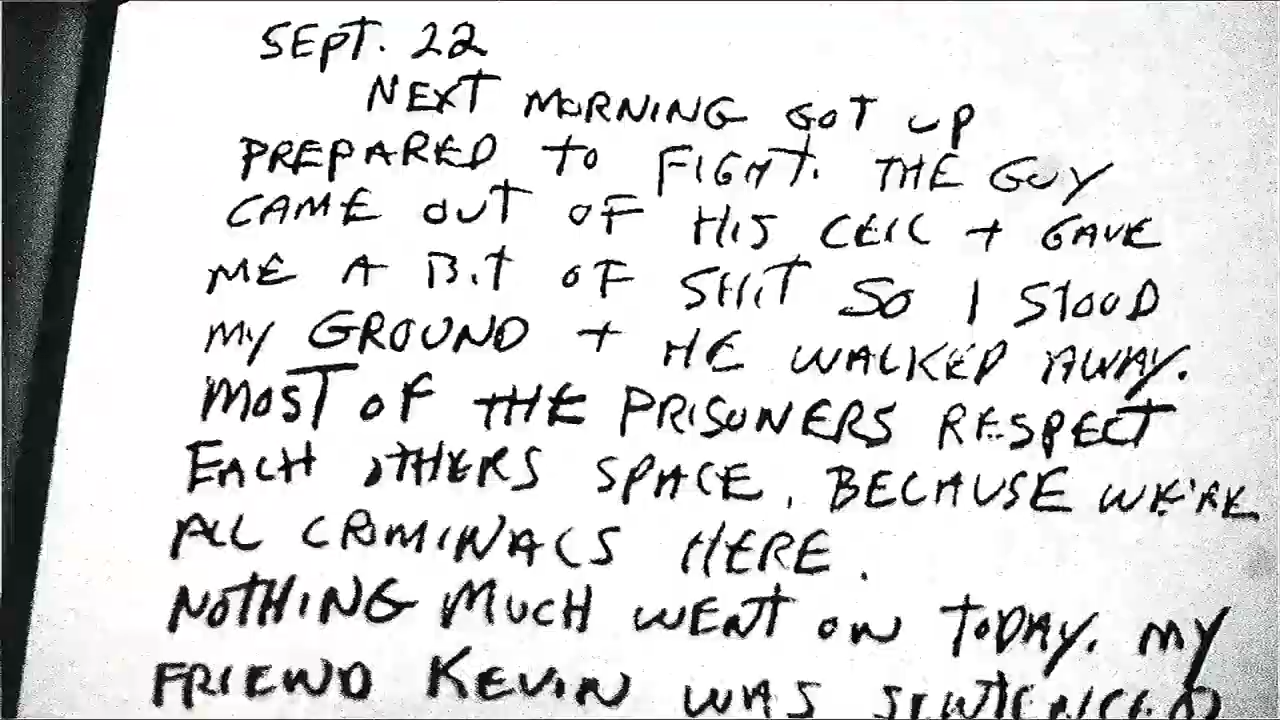 SEPT. 22
NEXT MORNING GOT UP
PREPARED TO FIGHT. THE GUY
CAME OUT OF HIS CELL + GAVE
ME A BIT OF SHIT SO I STOOD
MY GROUND + HE WALKED AWAY.
MOST OF THE PRISONERS RESPECT
EACH OTHERS SPACE. BECAUSE WE'RE
ALL CRIMINALS HERE.
NOTHING MUCH WENT ON TODAY. MY
FRIEND KEVIN WAS SENTENCED